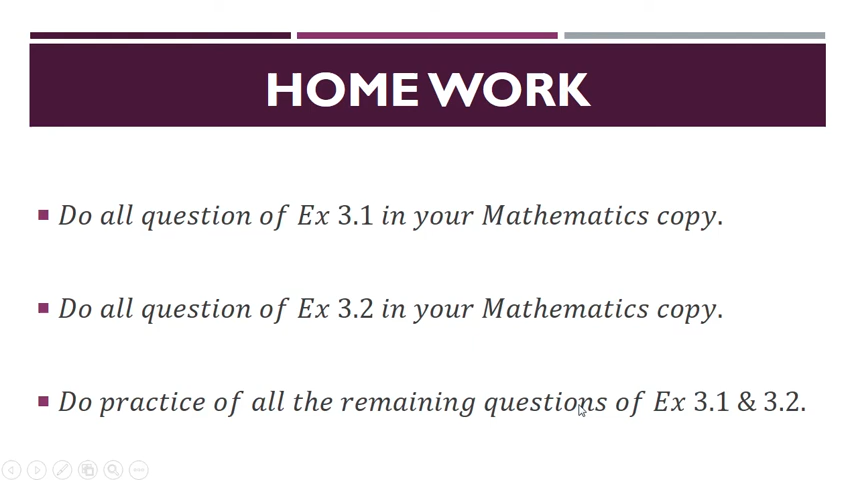 HOME WORK
Do all question of Ex 3.1 in your Mathematics copy.
Do all question of Ex 3.2 in your Mathematics copy.
Do practice of all the remaining questions of Ex 3.1 & 3.2.